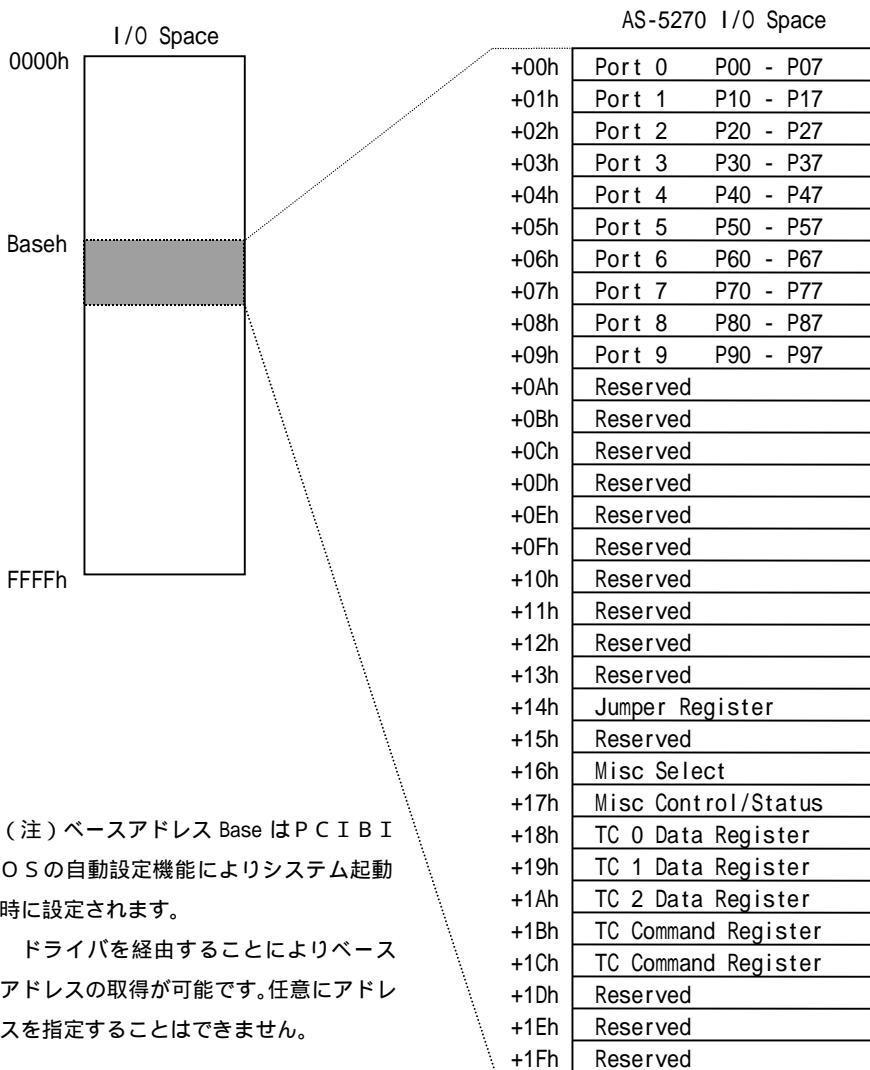 I/O Space
0000h
Baseh
FFFFh
AS-5270 I/O Space
+00h Port 0 P00 - P07
+01h Port 1 P10 - P17
+02h Port 2 P20 - P27
+03h Port 3 P30 - P37
+04h Port 4 P40 - P47
+05h Port 5 P50 - P57
+06h Port 6 P60 - P67
+07h Port 7 P70 - P77
+08h Port 8 P80 - P87
+09h Port 9 P90 - P97
+0Ah Reserved
+0Bh Reserved
+0Ch Reserved
+0Dh Reserved
+0Eh Reserved
+0Fh Reserved
+10h Reserved
+11h Reserved
+12h Reserved
+13h Reserved
+14h Jumper Register
+15h Reserved
+16h Misc Select
+17h Misc Control/Status
+18h TC 0 Data Register
+19h TC 1 Data Register
+1Ah TC 2 Data Register
+1Bh TC Command Register
+1Ch TC Command Register
+1Dh Reserved
+1Eh Reserved
+1Fh Reserved
（注）ベースアドレス Base はＰＣＩＢＩ
ＯＳの自動設定機能によりシステム起動
時に設定されます。
　ドライバを経由することによりベース
アドレスの取得が可能です。任意にアドレ
スを指定することはできません。